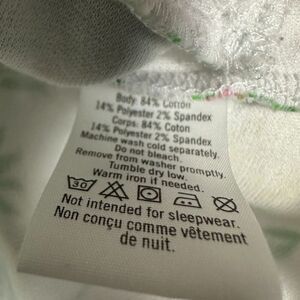 Body: 84% Cotton
14% Polyester 2% Spandex
Corps: 84% Coton
14% Polyester 2% Spandex
Machine wash cold separately.
Do not bleach.
Remove from washer promptly.
Tumble dry low.
Warm iron if needed.
30
Not intended for sleepwear.
Non conçu comme vêtement
de nuit.